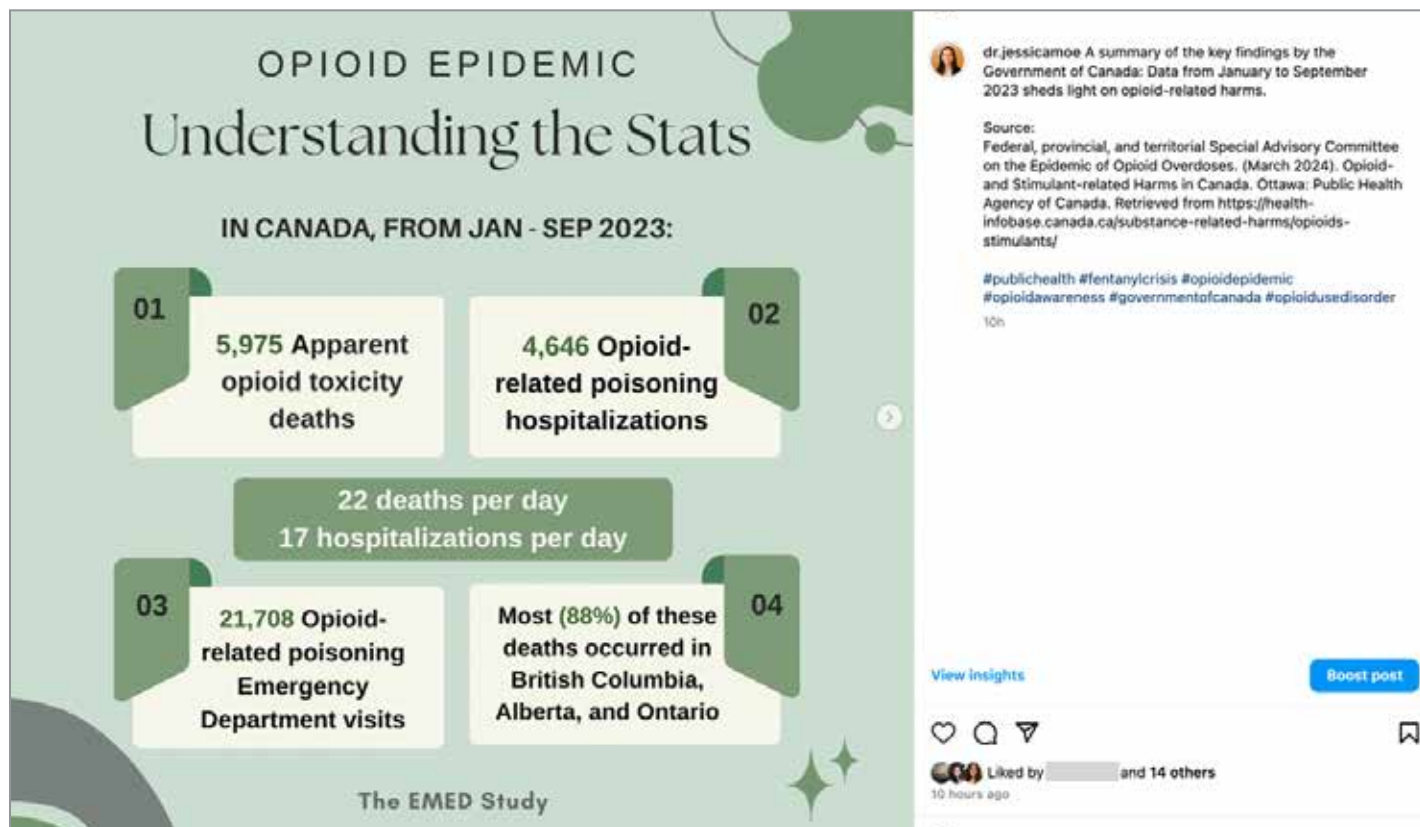 OPIOID EPIDEMIC
Understanding the Stats
IN CANADA, FROM JAN - SEP 2023:
01
5,975 Apparent
opioid toxicity
deaths
02
4,646 Opioid-
related poisoning
hospitalizations
22 deaths per day
17 hospitalizations per day
03
21,708 Opioid-
related poisoning
Emergency
Department visits
04
Most (88%) of these
deaths occurred in
British Columbia,
Alberta, and Ontario
The EMED Study
dr.jessicamoe A summary of the key findings by the
Government of Canada: Data from January to September
2023 sheds light on opioid-related harms.
Source:
Federal, provincial, and territorial Special Advisory Committee
on the Epidemic of Opioid Overdoses. (March 2024). Opioid-
and Stimulant-related Harms in Canada. Ottawa: Public Health
Agency of Canada. Retrieved from https://health-
infobase.canada.ca/substance-related-harms/opioids-
stimulants/
#publichealth #fentanylcrisis #opioidepidemic
#opioidawareness #governmentofcanada #opioidusedisorder
10h
View insights
Boost post
Liked by and 14 others
10 hours ago